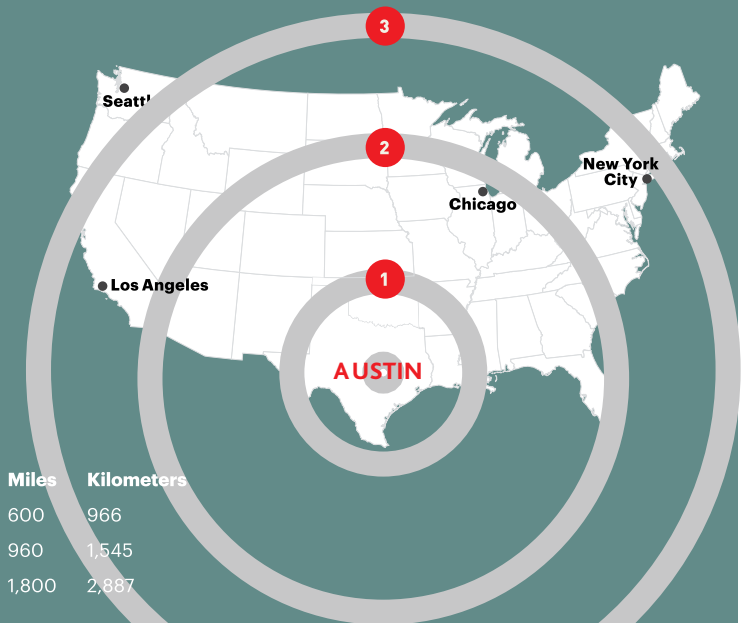 3
Seattl
2
New York
City
Chicago
1
Los Angeles
AUSTIN
Miles Kilometers
600 966
960 1,545
1,800 2,887